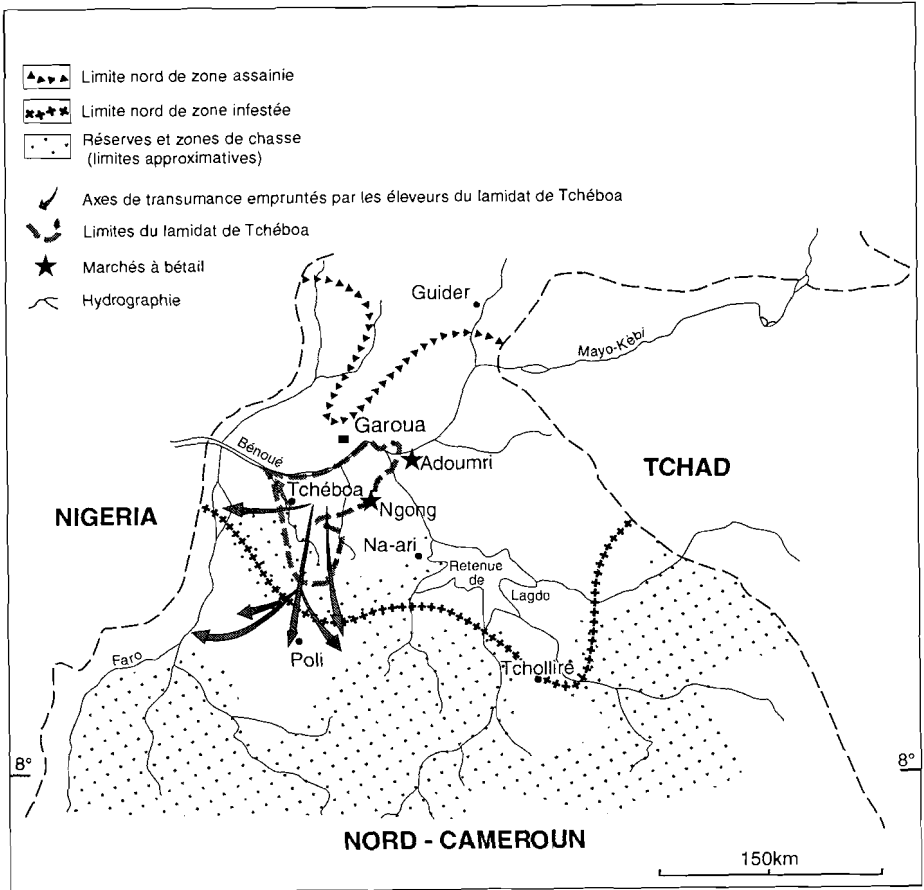 Limite nord de zone assainie
Limite nord de zone infestée
Réserves et zones de chasse
(limites approximatives)
Axes de transumance empruntés par les éleveurs du lamidat de Tchéboa
Limites du lamidat de Tchéboa
Marchés à bétail
Hydrographie
Guider
Mayo-Kèbi
Garoua
Bénoué
Adoumri
TCHAD
Tchéboa
Ngong
NIGERIA
Na-ari
Retenue
de
Lagdo
Faro
Poli
Tcholliré
8°
8°
NORD - CAMEROUN
150km